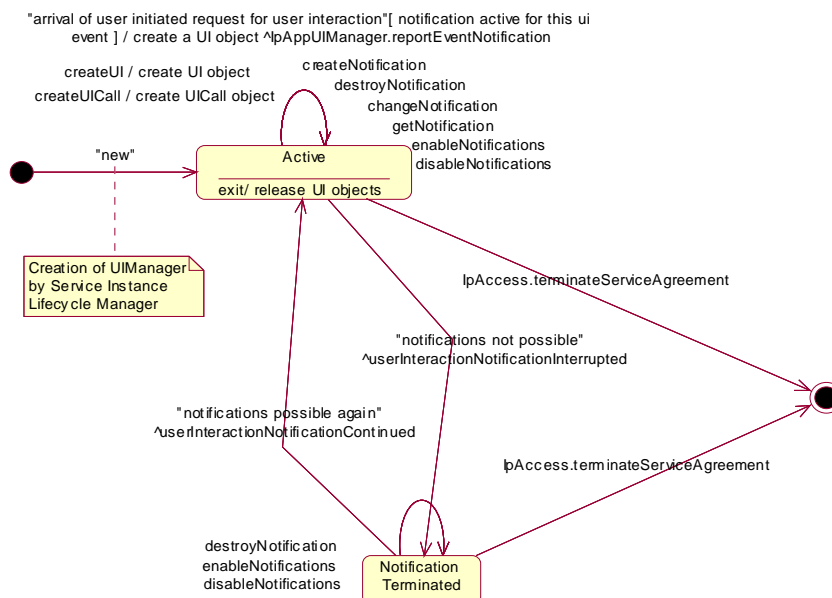 "arrival of user initiated request for user interaction"[ notification active for this ui
event ] / create a UI object ^IpAppUIManager.reportEventNotification
createUI / create UI object
createUICall / create UICall object
createNotification
destroyNotification
changeNotification
getNotification
enableNotifications
disableNotifications
"new"
Active
exit/ release UI objects
Creation of UIManager
by Service Instance
Lifecycle Manager
IpAccess.terminateServiceAgreement
"notifications not possible"
^userInteractionNotificationInterrupted
"notifications possible again"
^userInteractionNotificationContinued
IpAccess.terminateServiceAgreement
destroyNotification
enableNotifications
disableNotifications
Notification
Terminated